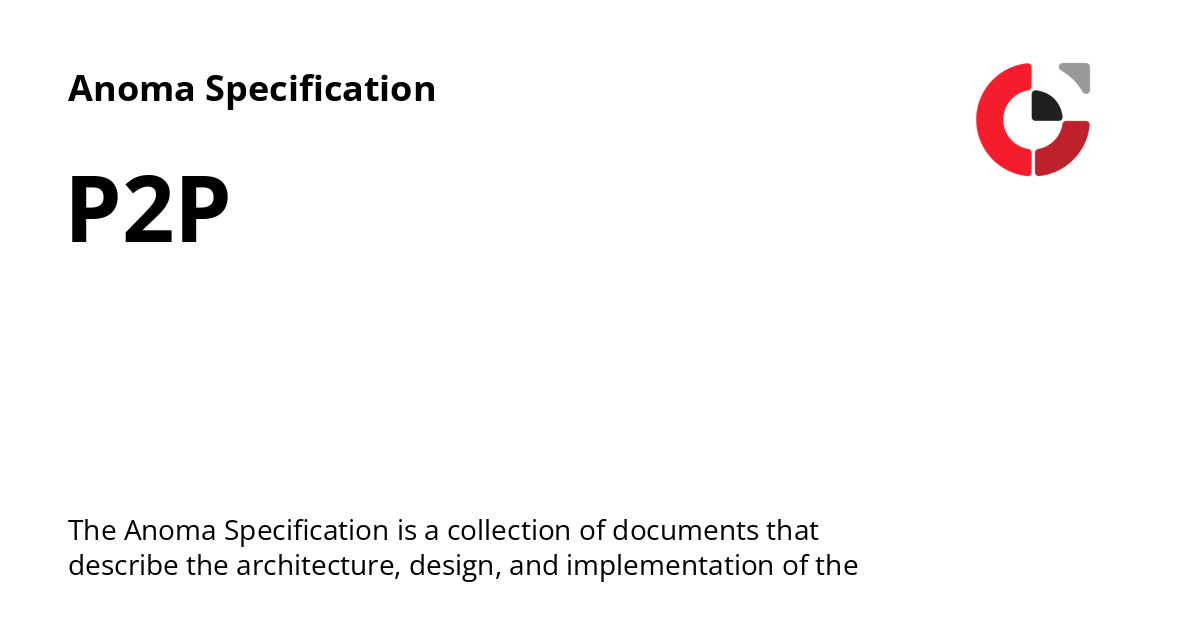 Anoma Specification
P2P
The Anoma Specification is a collection of documents that
describe the architecture, design, and implementation of the